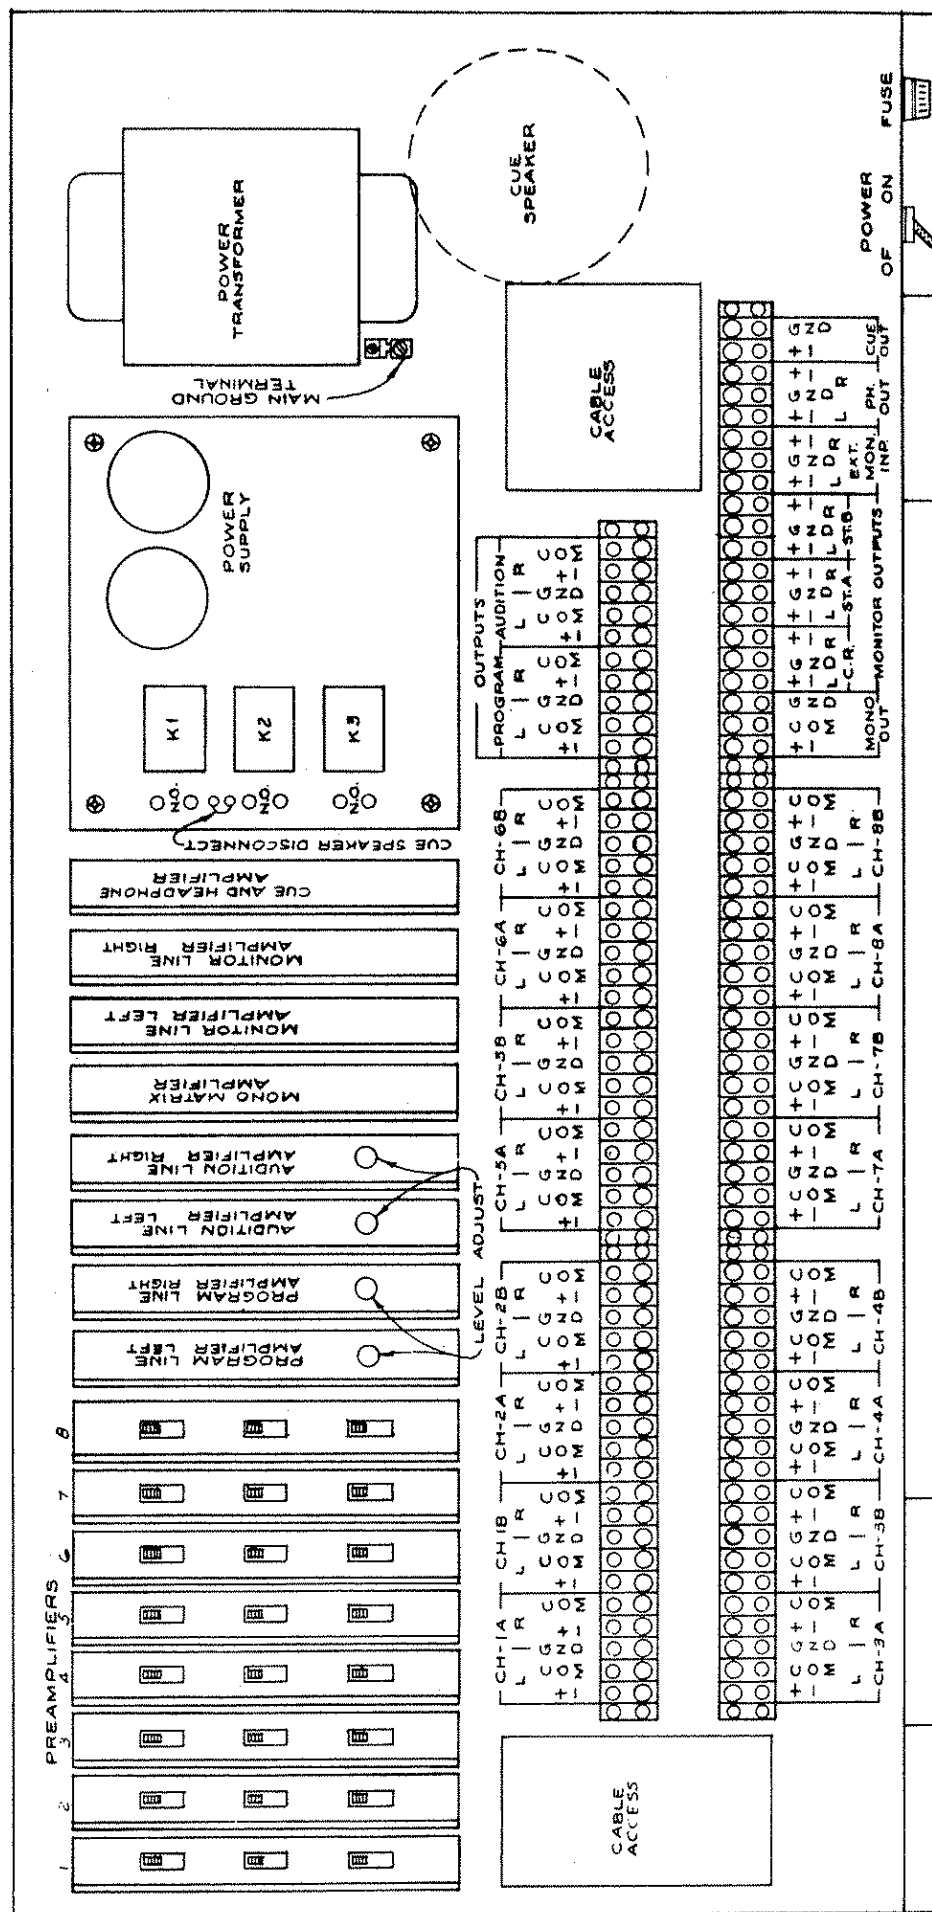 PREAMPLIFIERS
1 2 3 4 5 6 7 8
PROGRAM LINE
AMPLIFIER LEFT
PROGRAM LINE
AMPLIFIER RIGHT
AUDITION LINE
AMPLIFIER LEFT
AUDITION LINE
AMPLIFIER RIGHT
MONO MATRIX
AMPLIFIER
MONITOR LINE
AMPLIFIER LEFT
MONITOR LINE
AMPLIFIER RIGHT
CUE AND HEADPHONE
AMPLIFIER
LEVEL ADJUST
CUE SPEAKER DISCONNECT
N.O.
N.O.
N.O.
K1
K2
K3
POWER
SUPPLY
MAIN GROUND
TERMINAL
POWER
TRANSFORMER
CUE
SPEAKER
CABLE
ACCESS
CABLE
ACCESS
OUTPUTS
CH-1A CH1B CH-2A CH-2B CH-5A CH-5B CH-6A CH-6B PROGRAM AUDITION
L R L R L R L R L R L R L R L R L R L R
C G C C G C C G C C G C C G C C G C C G C C G C C G C C G C
+ O N + O + O N + O + O N + O + O N + O + O N + O + O N + O + O N + O + O N + O + O N + O + O N + O
- M D - M - M D - M - M D - M - M D - M - M D - M - M D - M - M D - M - M D - M - M D - M - M D - M
+ C G + C + C G + C + C G + C + C G + C + C G + C + C G + C + C G + C + C G + C + C G + G + + G + + G + + G + + G + + G
- O N - O - O N - O - O N - O - O N - O - O N - O - O N - O - O N - O - O N - O - O N - N - - N - - N - - N - - N - - N
M D M M D M M D M M D M M D M M D M M D M M D M M D L D R L D R L D R L D R L D R D
L R L R L R L R L R L R L R L R
CH-3A CH-3B CH-4A CH-4B CH-7A CH-7B CH-8A CH-8B
MONO
OUT
C.R. ST.A ST.B
MONITOR OUTPUTS
EXT.
MON.
INP.
PH.
OUT
CUE
OUT
OF ON
POWER
FUSE